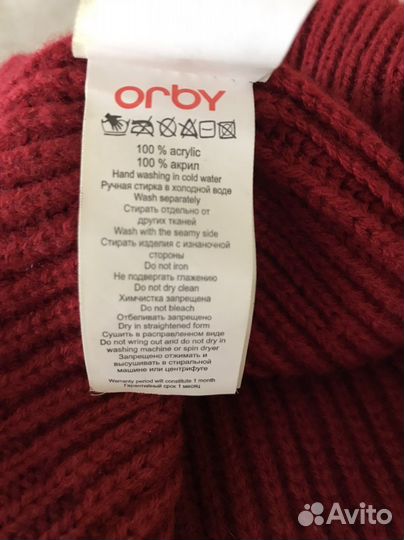 orby
100 % acrylic
100 % акрил
Hand washing in cold water
Ручная стирка в холодной воде
Wash separately
Стирать отдельно от
других тканей
Wash with the seamy side
Стирать изделия с изнаночной
стороны
Do not iron
Не подвергать глажению
Do not dry clean
Химчистка запрещена
Do not bleach
Отбеливать запрещено
Dry in straightened form
Сушить в расправленном виде
Do not wring out and do not dry in
washing machine or spin dryer
Запрещено отжимать и
высушивать в стиральной
машине или центрифуге
Warranty period will constitute 1 month
Гарантийный срок 1 месяц
Avito